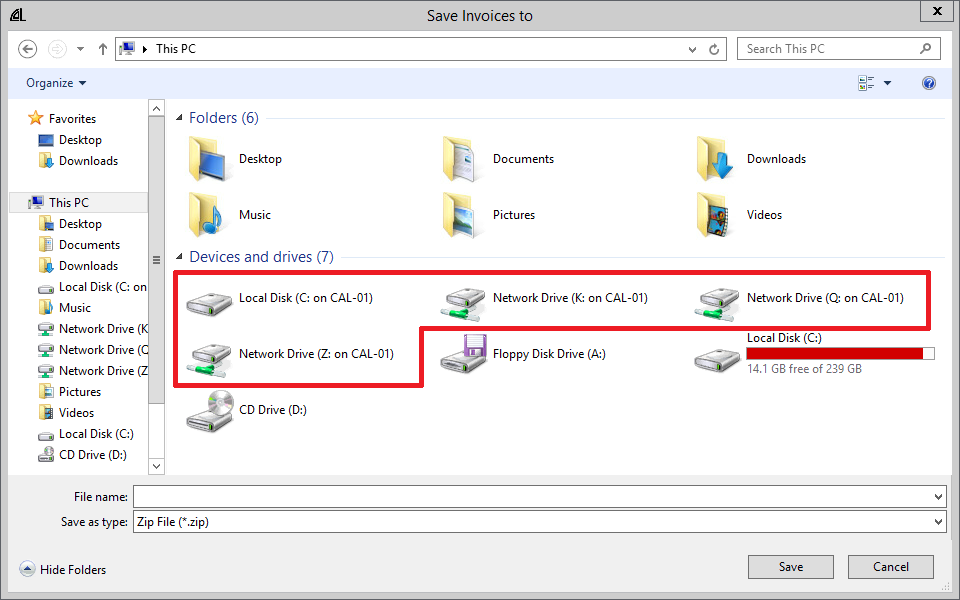 Save Invoices to
This PC
Search This PC
Organize
Favorites
Desktop
Downloads
This PC
Desktop
Documents
Downloads
Local Disk (C: on
Music
Network Drive (K
Network Drive (Q
Network Drive (Z
Pictures
Videos
Local Disk (C:)
CD Drive (D:)
Folders (6)
Desktop
Documents
Downloads
Music
Pictures
Videos
Devices and drives (7)
Local Disk (C: on CAL-01)
Network Drive (K: on CAL-01)
Network Drive (Q: on CAL-01)
Network Drive (Z: on CAL-01)
Floppy Disk Drive (A:)
Local Disk (C:)
14.1 GB free of 239 GB
CD Drive (D:)
File name:
Save as type: Zip File (*.zip)
Hide Folders
Save
Cancel